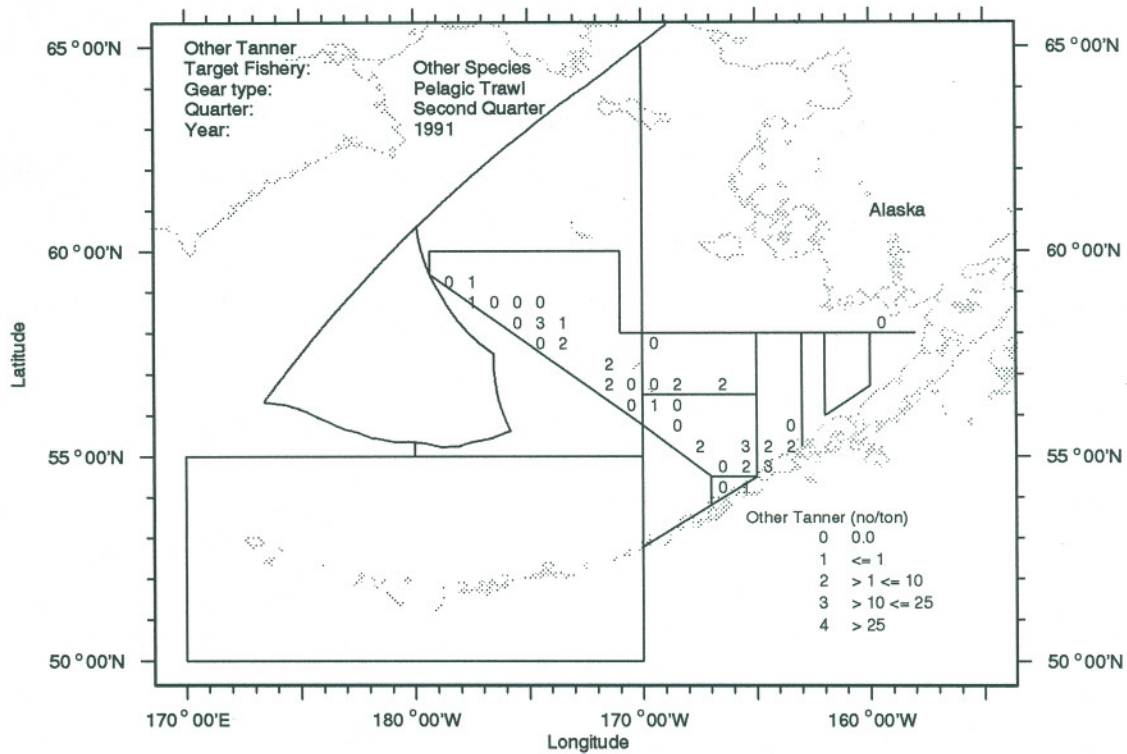 65°00'N
65°00'N
Other Tanner
Target Fishery: Other Species
Gear type: Pelagic Trawl
Quarter: Second Quarter
Year: 1991
Alaska
60°00'N
60°00'N
0 1
1 0 0 0
0 3 1
0
0 2
0
2
2 0 0 2 2
0 1 0
0 0
2 3 2 2
55°00'N
55°00'N
0 2 3
0 1
Other Tanner (no/ton)
0 0.0
1 <= 1
2 > 1 <= 10
3 > 10 <= 25
4 > 25
50°00'N
50°00'N
170°00'E
180°00'W
170°00'W
160°00'W
Longitude
Latitude